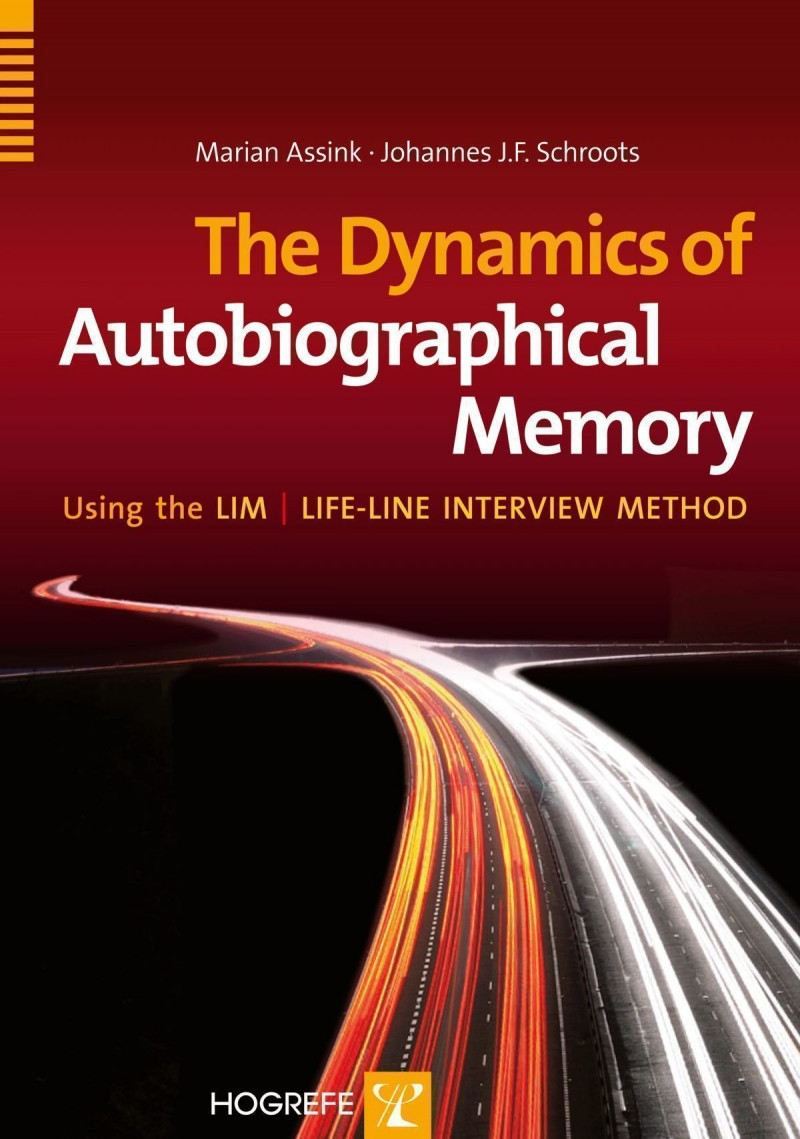 Marian Assink · Johannes J.F. Schroots
The Dynamics of
Autobiographical
Memory
Using the LIM | LIFE-LINE INTERVIEW METHOD
HOGREFE